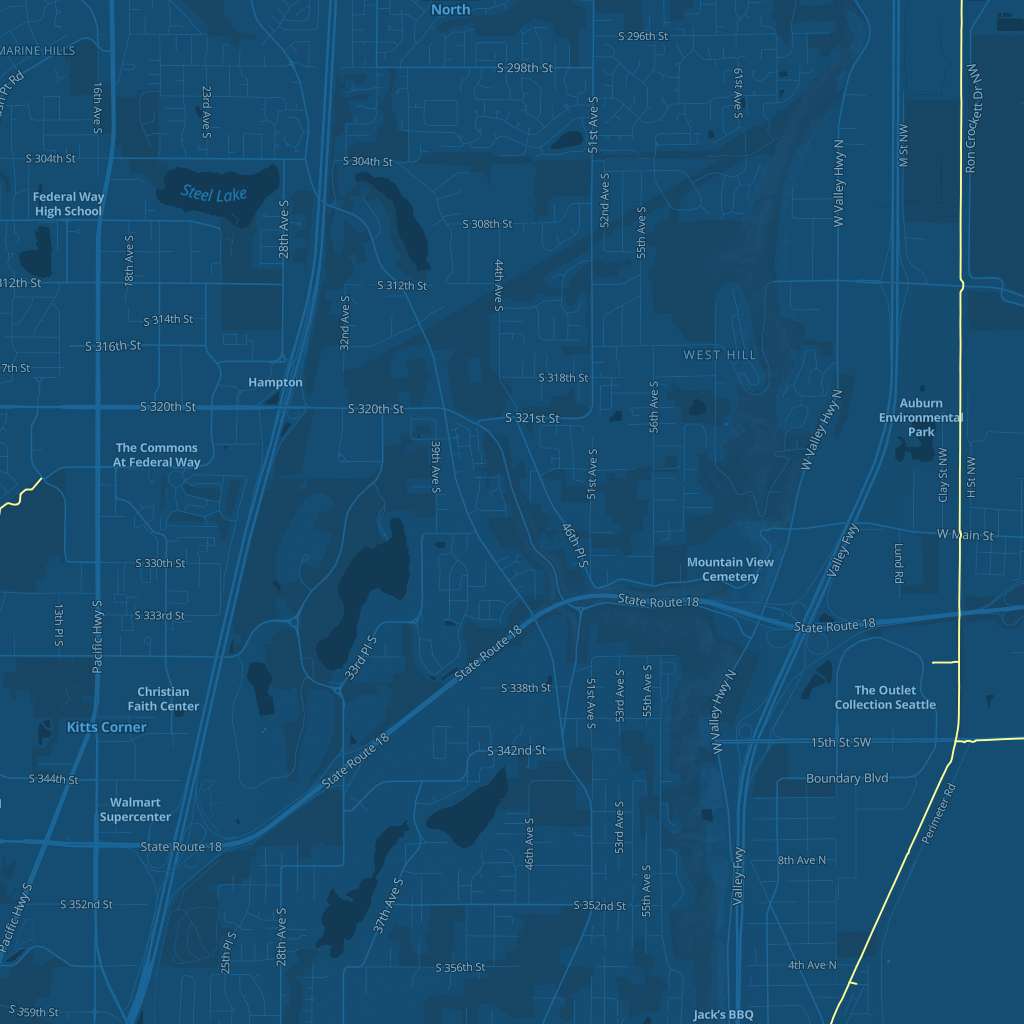 North
S 296th St
MARINE HILLS
S 298th St
16th Ave S
23rd Ave S
51st Ave S
61st Ave S
W Valley Hwy N
M St NW
Ron Crockett Dr NW
S 304th St
S 304th St
Federal Way
High School
Steel Lake
28th Ave S
S 308th St
52nd Ave S
55th Ave S
18th Ave S
312th St
S 312th St
44th Ave S
S 314th St
32nd Ave S
S 316th St
WEST HILL
7th St
Hampton
S 318th St
S 320th St
S 320th St
S 321st St
56th Ave S
W Valley Hwy N
Auburn
Environmental
Park
The Commons
At Federal Way
39th Ave S
51st Ave S
Clay St NW
H St NW
46th Pl S
Valley Fwy
W Main St
S 330th St
Mountain View
Cemetery
Lund Rd
State Route 18
S 333rd St
13th Pl S
Pacific Hwy S
State Route 18
33rd Pl S
State Route 18
Christian
Faith Center
S 338th St
51st Ave S
53rd Ave S
55th Ave S
W Valley Hwy N
The Outlet
Collection Seattle
Kitts Corner
15th St SW
State Route 18
S 342nd St
S 344th St
Boundary Blvd
Walmart
Supercenter
Perimeter Rd
State Route 18
46th Ave S
53rd Ave S
8th Ave N
Valley Fwy
55th Ave S
S 352nd St
S 352nd St
37th Ave S
Pacific Hwy S
25th Pl S
28th Ave S
S 356th St
4th Ave N
S 359th St
Jack's BBQ